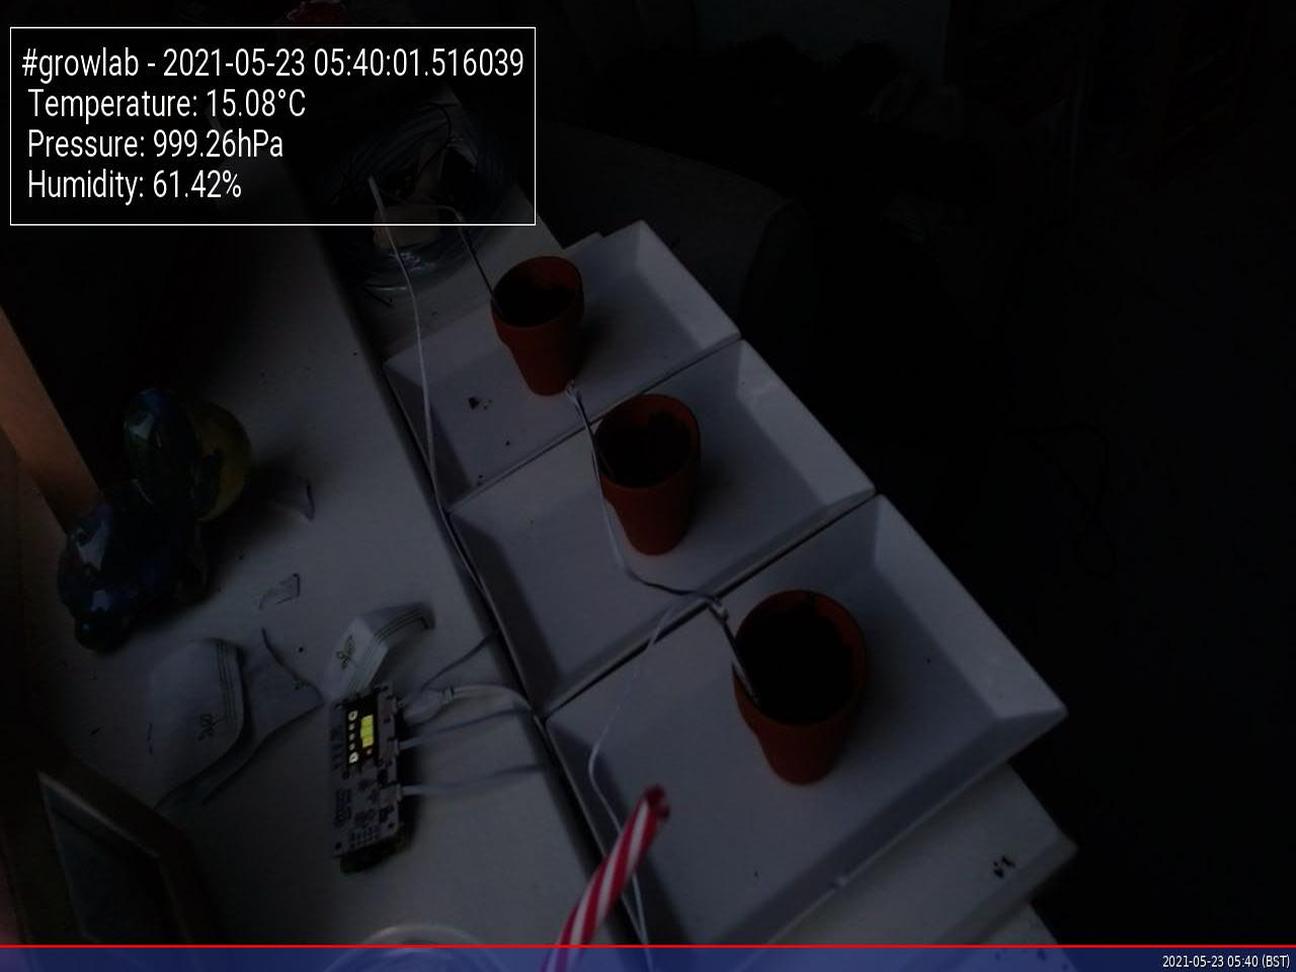 #growlab - 2021-05-23 05:40:01.516039
Temperature: 15.08°C
Pressure: 999.26hPa
Humidity: 61.42%
2021-05-23 05:40 (BST)